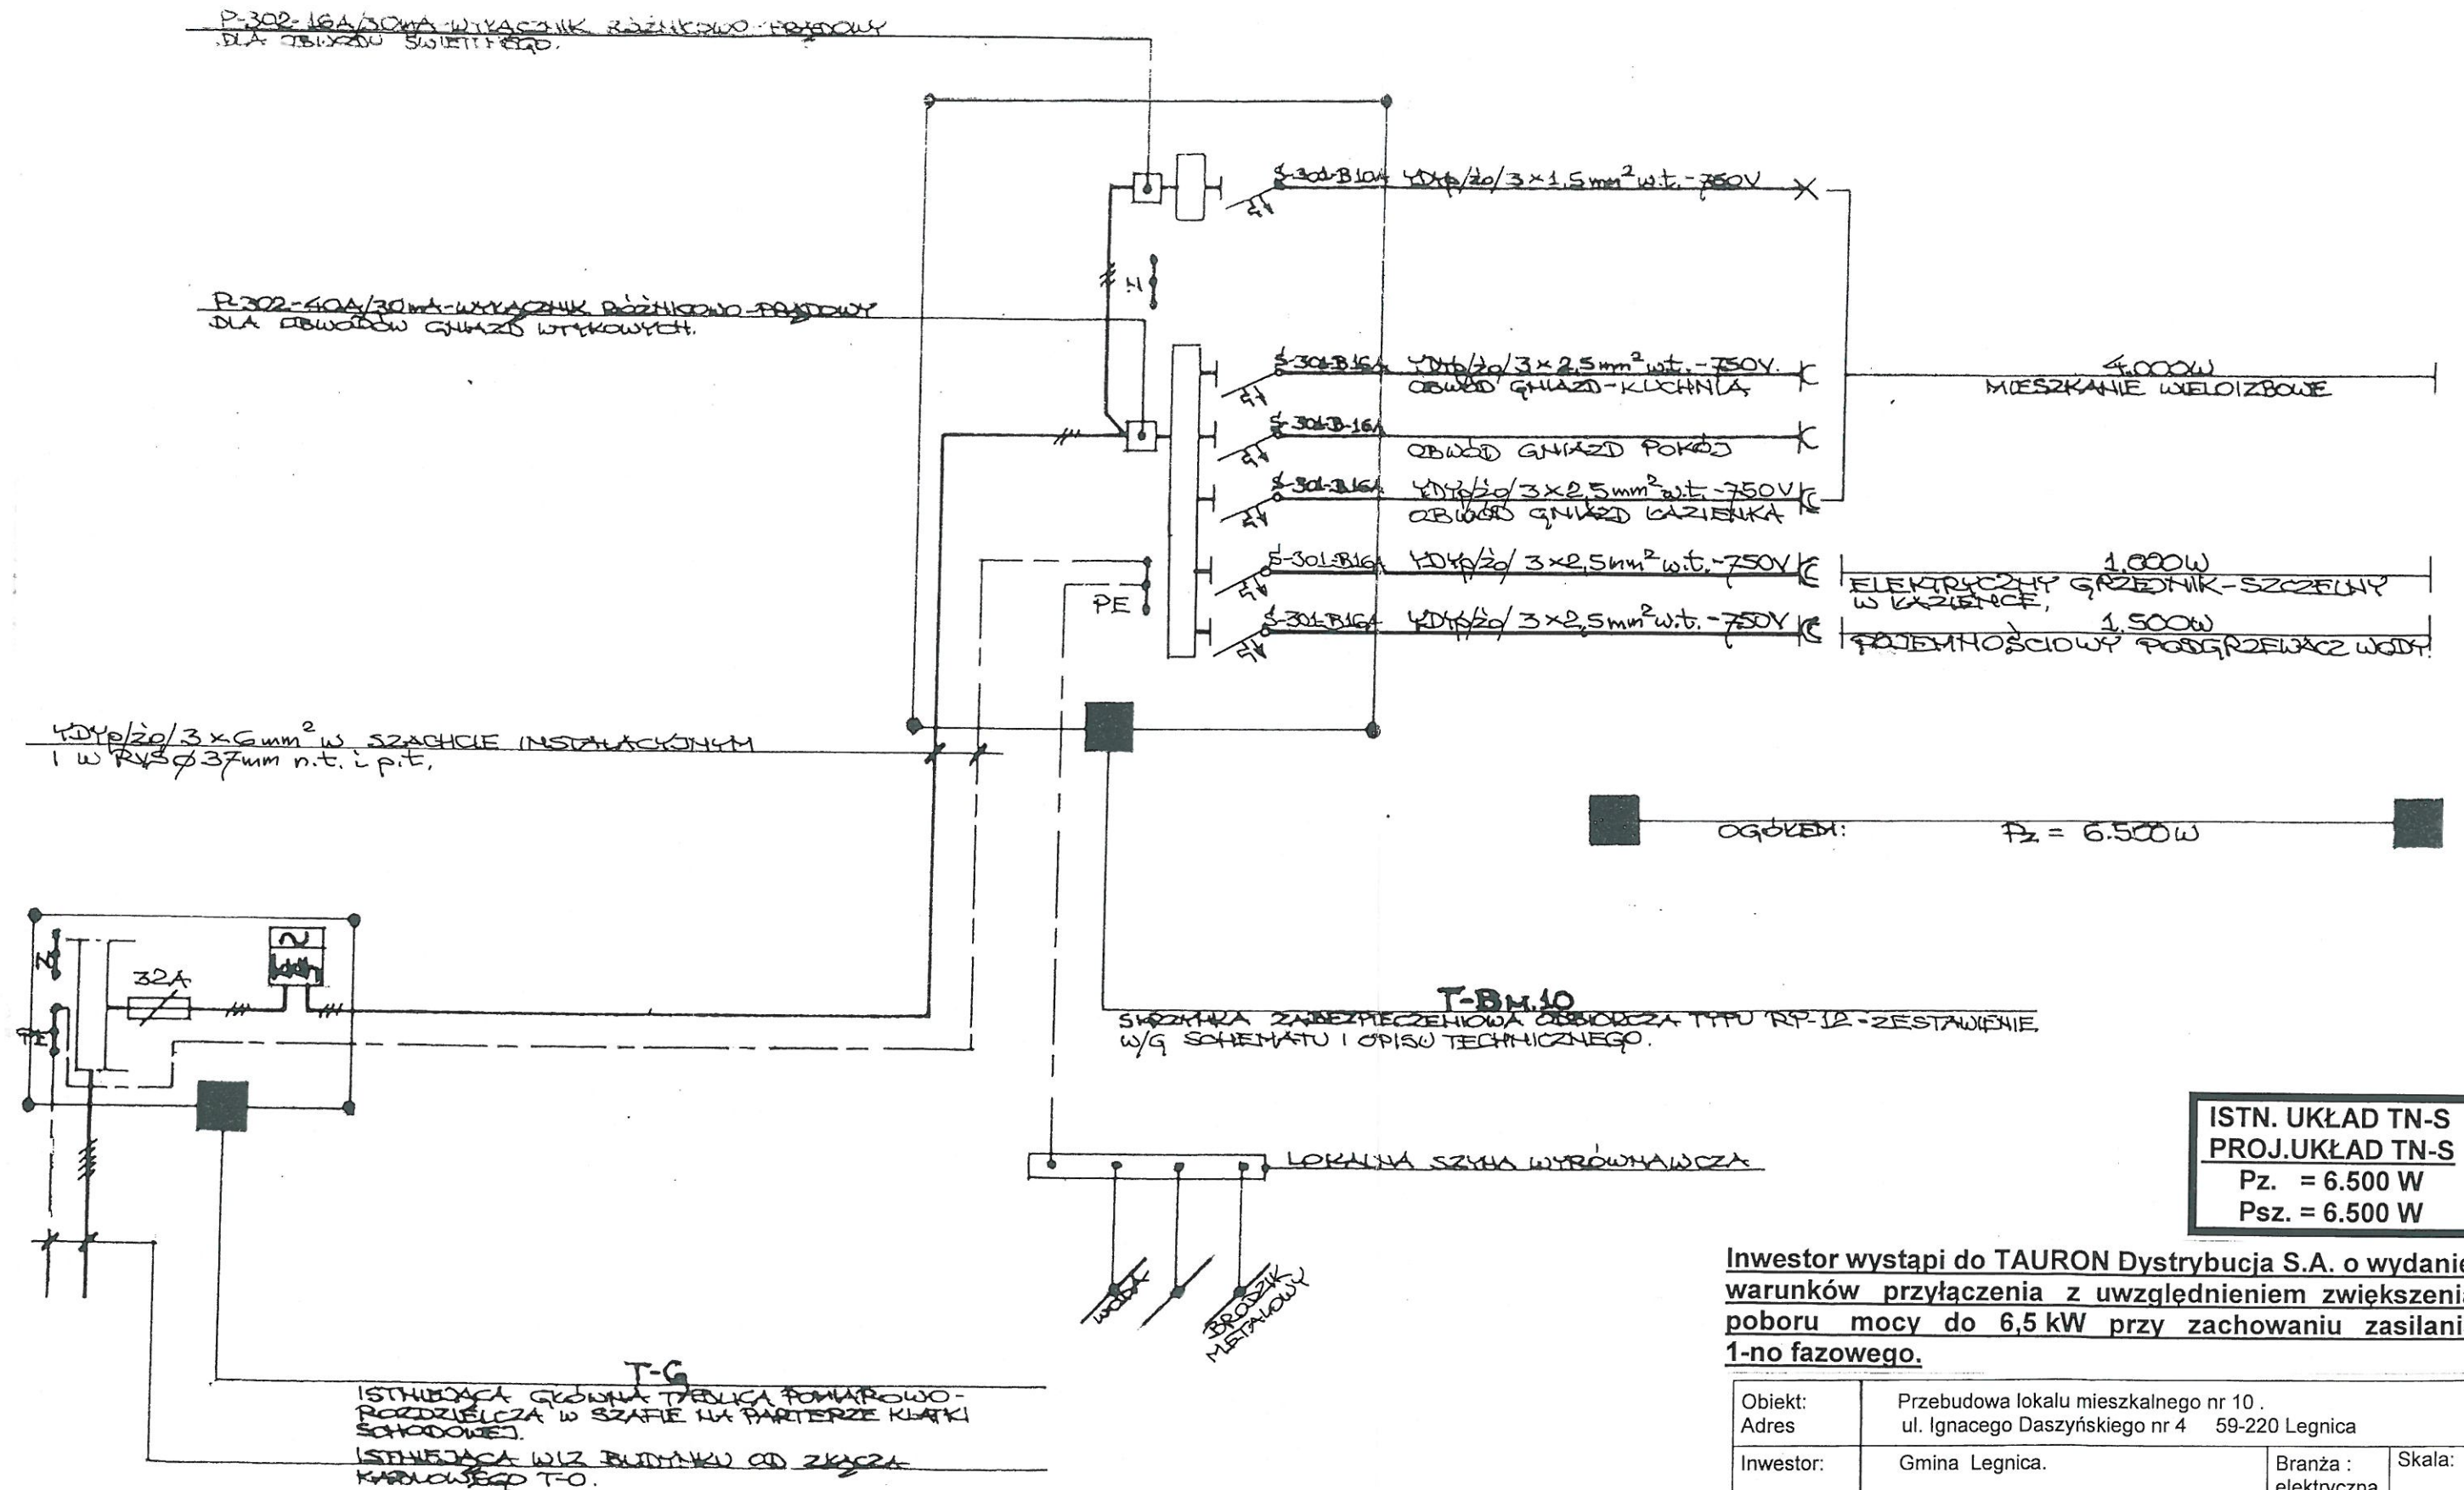 P-302-16A/30mA-WYŁĄCZNIK RÓŻNICOWO-PRĄDOWY
DLA OBWODU ŚWIETLNEGO.
S-301-B10A YDYp/żo/3×1,5mm² w.t.-750V
N
P-302-40A/30mA-WYŁĄCZNIK RÓŻNICOWO-PRĄDOWY
DLA OBWODÓW GNIAZD WTYKOWYCH.
S-301-B16A YDYp/żo/3×2,5mm² w.t.-750V.
OBWÓD GNIAZD-KUCHNIA
4.000W
MIESZKANIE WIELOIZBOWE
S-301-B-16A
OBWÓD GNIAZD POKÓJ
S-301-B16A YDYp/żo/3×2,5mm² w.t.-750V
OBWÓD GNIAZD ŁAZIENKA
S-301-B16A YDYp/żo/3×2,5mm² w.t.-750V
1.000W
ELEKTRYCZNY GRZEJNIK-SZCZELNY
W ŁAZIENCE,
PE
S-301-B16A YDYp/żo/3×2,5mm² w.t.-750V
1.500W
POJEMNOŚCIOWY PODGRZEWACZ WODY.
YDYp/żo/3×6mm² W SZACHCIE INSTALACYJNYM
I W RVS Ø 37mm n.t. i p.t.
OGÓŁEM: Pz = 6.500W
N
32A
2
kWh
PE
T-BM.10
SKRZYNKA ZABEZPIECZENIOWA ODBIORCZA TYPU RP-12-ZESTAWIENIE
W/G SCHEMATU I OPISU TECHNICZNEGO.
LOKALNA SZYNA WYRÓWNAWCZA
WODA
BRODZIK
METALOWY
T-G
ISTNIEJĄCA GŁÓWNA TABLICA POMIAROWO-
ROZDZIELCZA W SZAFIE NA PARTERZE KLATKI
SCHODOWEJ.
ISTNIEJĄCA WLZ BUDYNKU OD ZŁĄCZA
KABLOWEGO T-O.
ISTN. UKŁAD TN-S
PROJ.UKŁAD TN-S
Pz. = 6.500 W
Psz. = 6.500 W
Inwestor wystąpi do TAURON Dystrybucja S.A. o wydanie
warunków przyłączenia z uwzględnieniem zwiększenia
poboru mocy do 6,5 kW przy zachowaniu zasilani
1-no fazowego.
Obiekt: Przebudowa lokalu mieszkalnego nr 10 .
Adres ul. Ignacego Daszyńskiego nr 4 59-220 Legnica
Inwestor: Gmina Legnica. Branża : Skala:
elektryczna